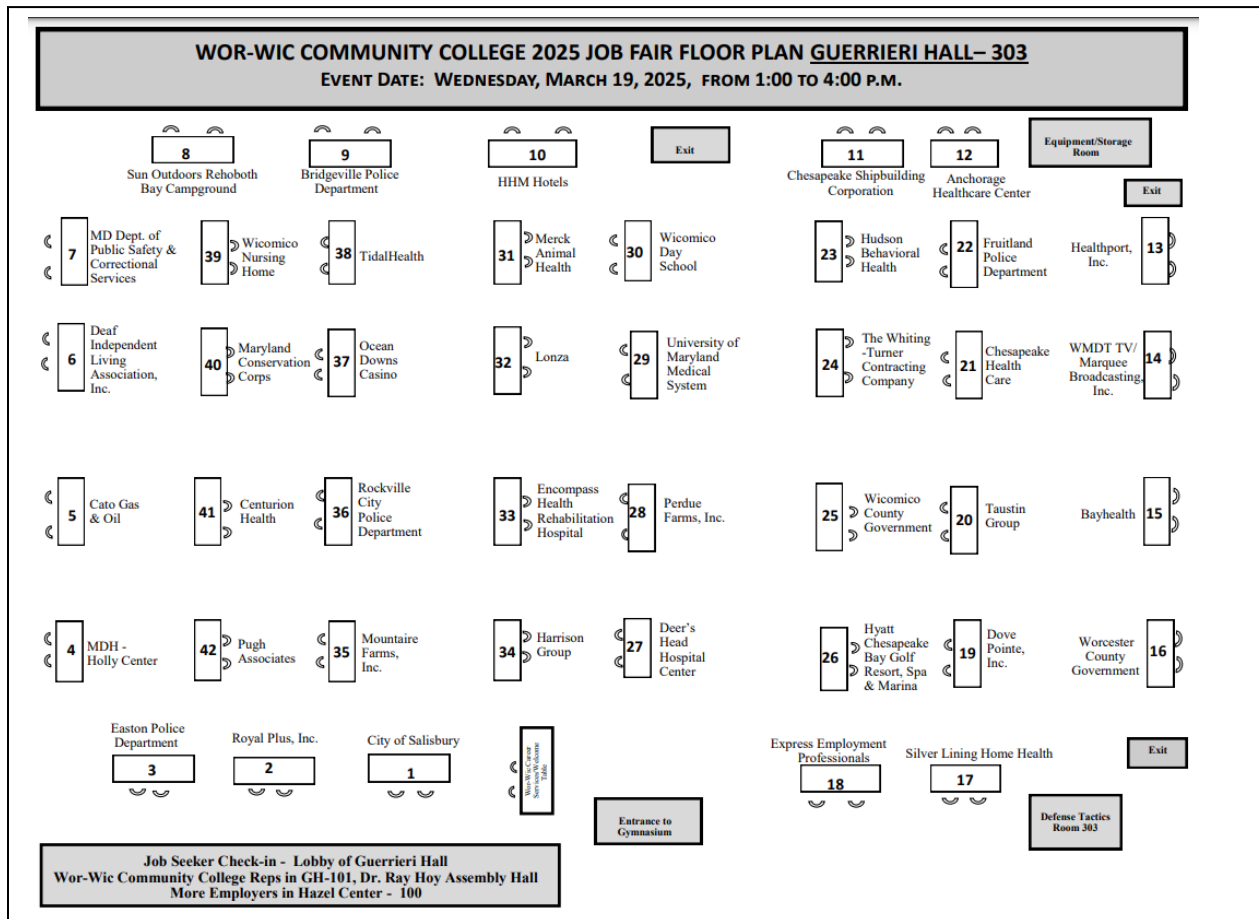 WOR-WIC COMMUNITY COLLEGE 2025 JOB FAIR FLOOR PLAN GUERRIERI HALL– 303
EVENT DATE: WEDNESDAY, MARCH 19, 2025, FROM 1:00 TO 4:00 P.M.
8
Sun Outdoors Rehoboth
Bay Campground
9
Bridgeville Police
Department
10
HHM Hotels
Exit
11
Chesapeake Shipbuilding
Corporation
12
Anchorage
Healthcare Center
Equipment/Storage
Room
Exit
7
MD Dept. of
Public Safety &
Correctional
Services
39
Wicomico
Nursing
Home
38
TidalHealth
31
Merck
Animal
Health
30
Wicomico
Day
School
23
Hudson
Behavioral
Health
22
Fruitland
Police
Department
Healthport,
Inc.
13
6
Deaf
Independent
Living
Association,
Inc.
40
Maryland
Conservation
Corps
37
Ocean
Downs
Casino
32
Lonza
29
University of
Maryland
Medical
System
24
The Whiting
-Turner
Contracting
Company
21
Chesapeake
Health
Care
WMDT TV/
Marquee
Broadcasting,
Inc.
14
5
Cato Gas
& Oil
41
Centurion
Health
36
Rockville
City
Police
Department
33
Encompass
Health
Rehabilitation
Hospital
28
Perdue
Farms, Inc.
25
Wicomico
County
Government
20
Taustin
Group
Bayhealth
15
4
MDH -
Holly Center
42
Pugh
Associates
35
Mountaire
Farms,
Inc.
34
Harrison
Group
27
Deer's
Head
Hospital
Center
26
Hyatt
Chesapeake
Bay Golf
Resort, Spa
& Marina
19
Dove
Pointe,
Inc.
Worcester
County
Government
16
Easton Police
Department
3
Royal Plus, Inc.
2
City of Salisbury
1
Wor-Wic Career
Services/Welcome
Table
Entrance to
Gymnasium
Express Employment
Professionals
18
Silver Lining Home Health
17
Exit
Defense Tactics
Room 303
Job Seeker Check-in - Lobby of Guerrieri Hall
Wor-Wic Community College Reps in GH-101, Dr. Ray Hoy Assembly Hall
More Employers in Hazel Center - 100